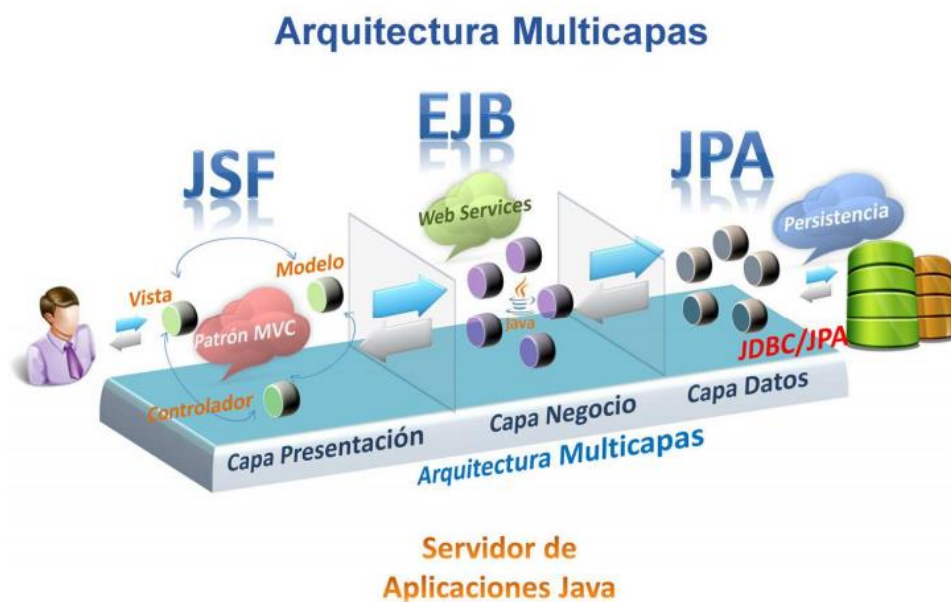 Arquitectura Multicapas
EJB
JSF
JPA
Web Services
Persistencia
Modelo
Vista
Patrón MVC
Java
JDBC/JPA
Controlador
Capa Presentación
Capa Negocio
Capa Datos
Arquitectura Multicapas
Servidor de
Aplicaciones Java